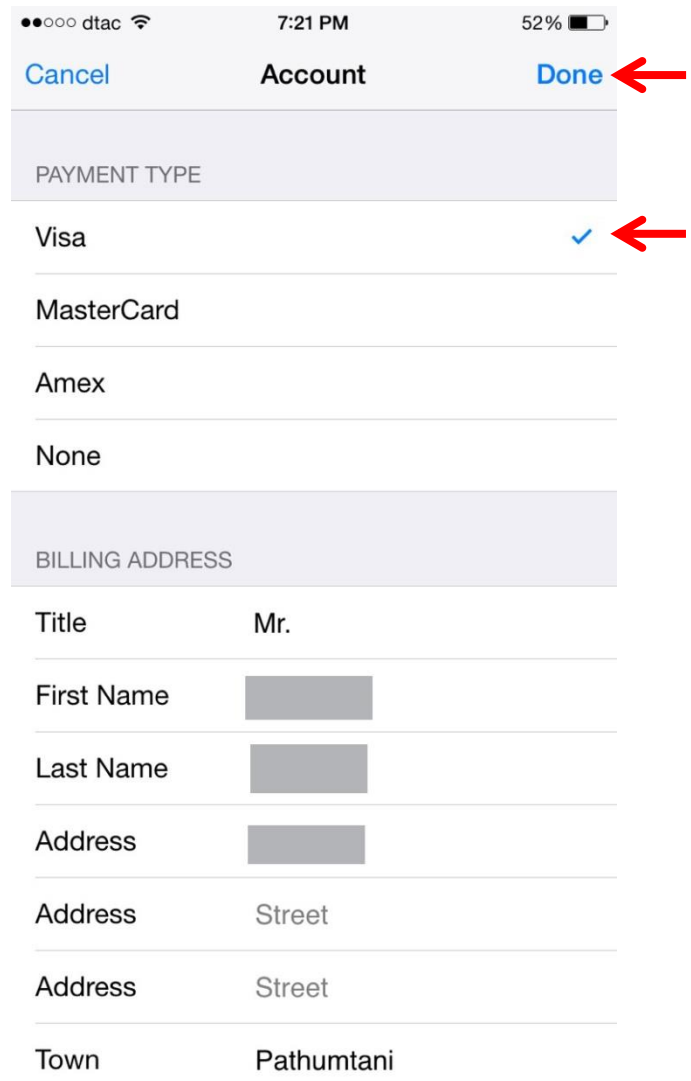 dtac 7:21 PM 52%
Cancel Account Done
PAYMENT TYPE
Visa
MasterCard
Amex
None
BILLING ADDRESS
Title Mr.
First Name
Last Name
Address
Address Street
Address Street
Town Pathumtani